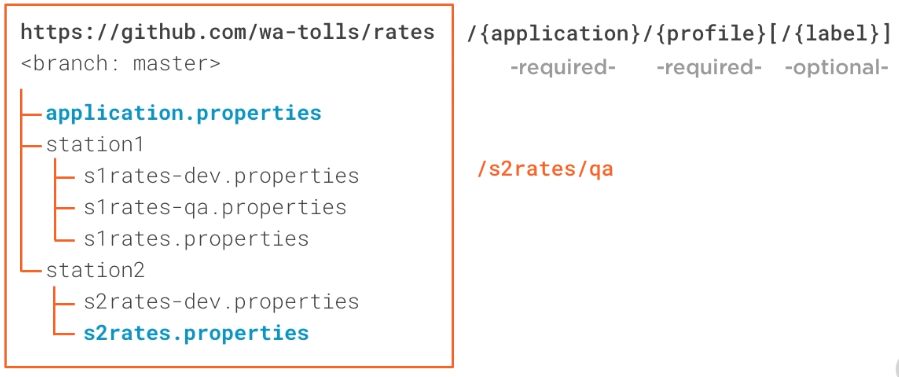 https://github.com/wa-tolls/rates
<branch: master>
application.properties
station1
s1rates-dev.properties
s1rates-qa.properties
s1rates.properties
station2
s2rates-dev.properties
s2rates.properties
/{application}/{profile}[/{label}]
-required- -required- -optional-
/s2rates/qa